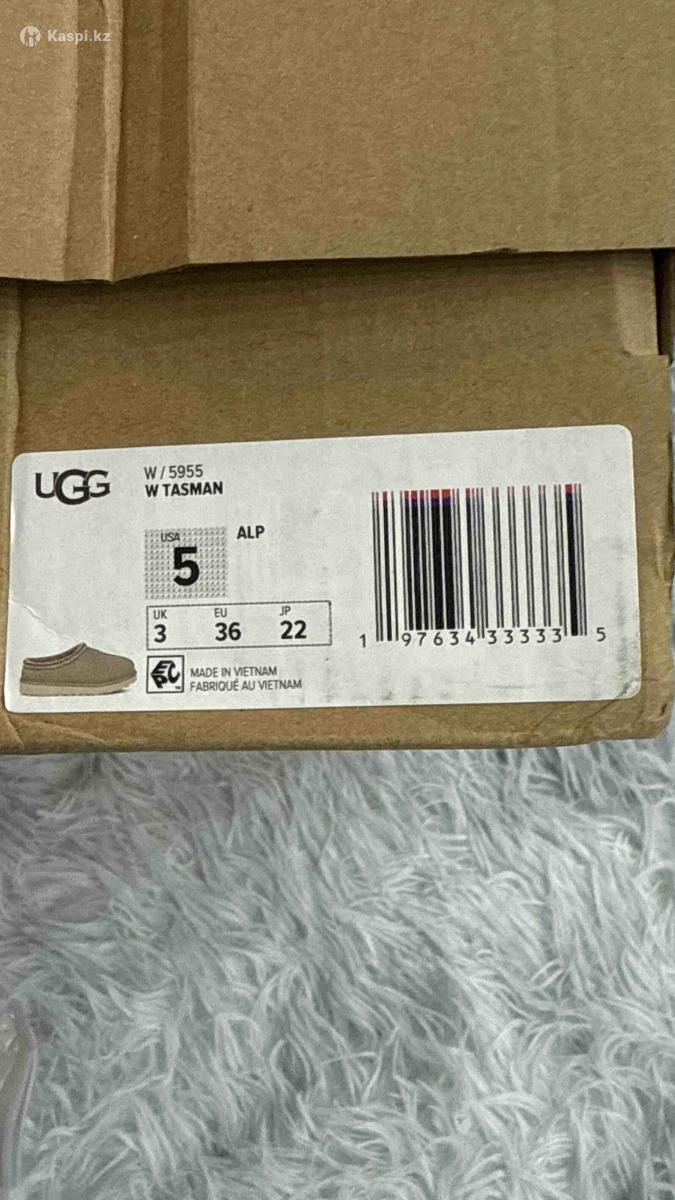 Kaspi.kz
UGG
W / 5955
W TASMAN
USA
5
ALP
UK EU JP
3 36 22
1 97634 33333 5
MADE IN VIETNAM
FABRIQUÉ AU VIETNAM